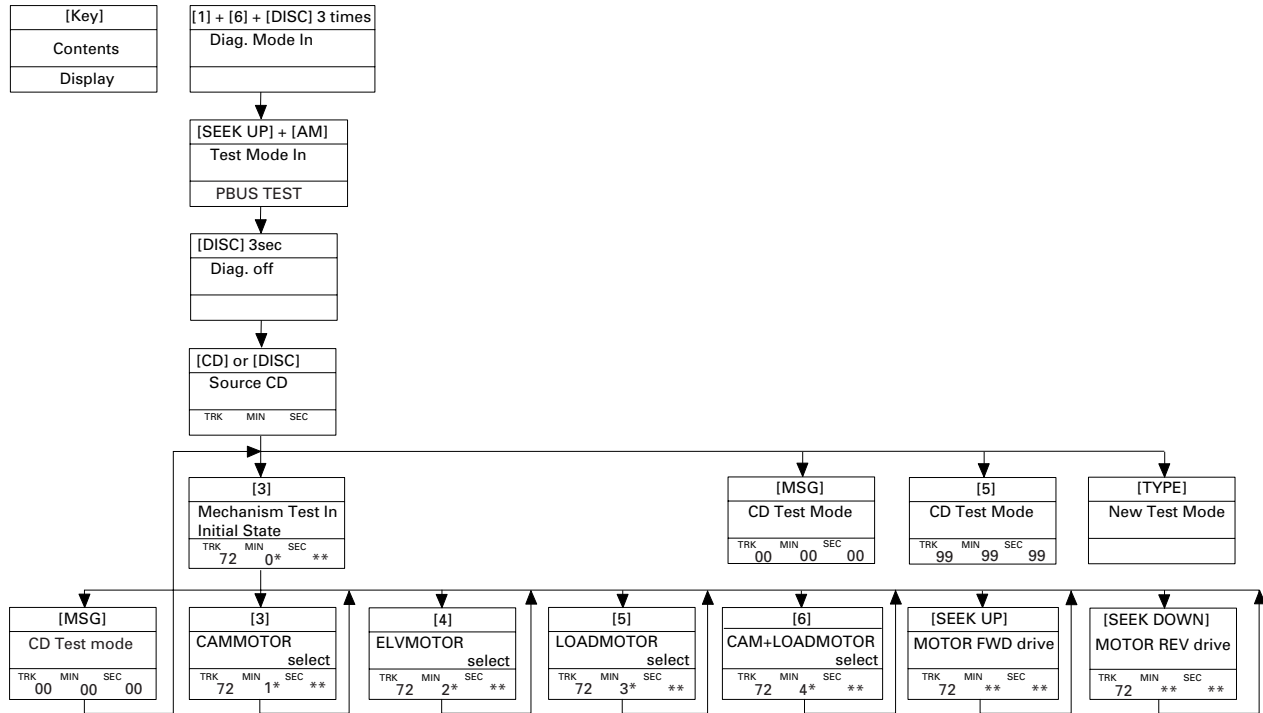 [Key]
Contents
Display
[1] + [6] + [DISC] 3 times
Diag. Mode In
[SEEK UP] + [AM]
Test Mode In
PBUS TEST
[DISC] 3sec
Diag. off
[CD] or [DISC]
Source CD
TRK MIN SEC
[3]
Mechanism Test In
Initial State
TRK MIN SEC
72 0* **
[MSG]
CD Test Mode
TRK MIN SEC
00 00 00
[5]
CD Test Mode
TRK MIN SEC
99 99 99
[TYPE]
New Test Mode
[MSG]
CD Test mode
TRK MIN SEC
00 00 00
[3]
CAMMOTOR
select
TRK MIN SEC
72 1* **
[4]
ELVMOTOR
select
TRK MIN SEC
72 2* **
[5]
LOADMOTOR
select
TRK MIN SEC
72 3* **
[6]
CAM+LOADMOTOR
select
TRK MIN SEC
72 4* **
[SEEK UP]
MOTOR FWD drive
TRK MIN SEC
72 ** **
[SEEK DOWN]
MOTOR REV drive
TRK MIN SEC
72 ** **